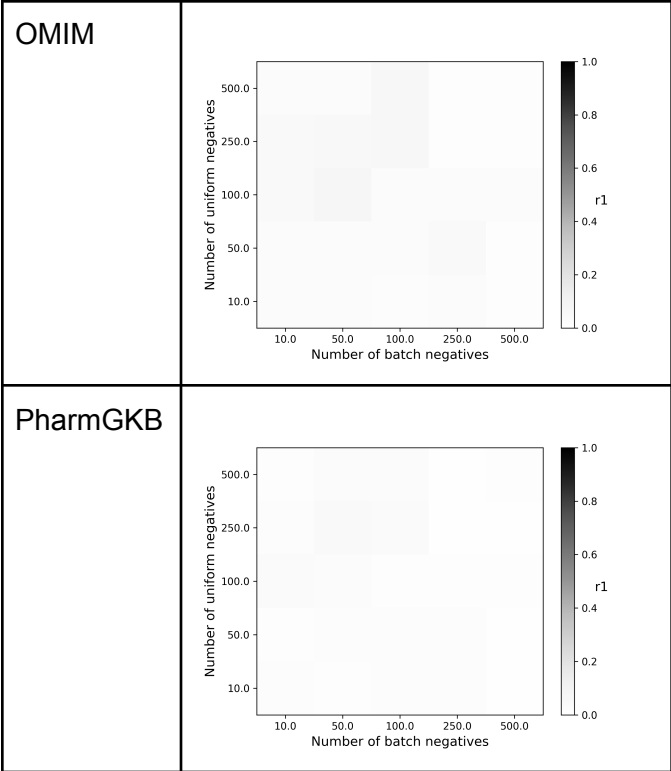 OMIM
500.0
250.0
100.0
50.0
10.0
Number of uniform negatives
10.0 50.0 100.0 250.0 500.0
Number of batch negatives
1.0
0.8
0.6
0.4
0.2
0.0
r1
PharmGKB
500.0
250.0
100.0
50.0
10.0
Number of uniform negatives
10.0 50.0 100.0 250.0 500.0
Number of batch negatives
1.0
0.8
0.6
0.4
0.2
0.0
r1